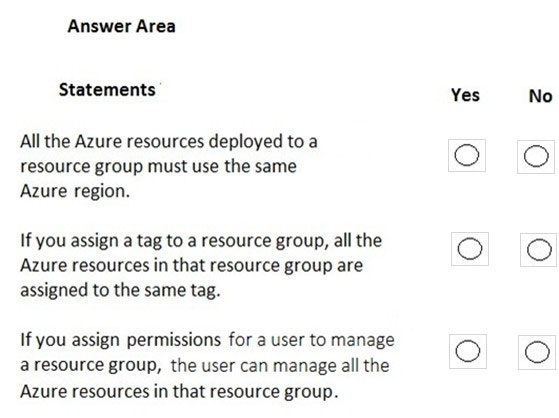 Answer Area
Statements
Yes No
All the Azure resources deployed to a
resource group must use the same
Azure region.
If you assign a tag to a resource group, all the
Azure resources in that resource group are
assigned to the same tag.
If you assign permissions for a user to manage
a resource group, the user can manage all the
Azure resources in that resource group.